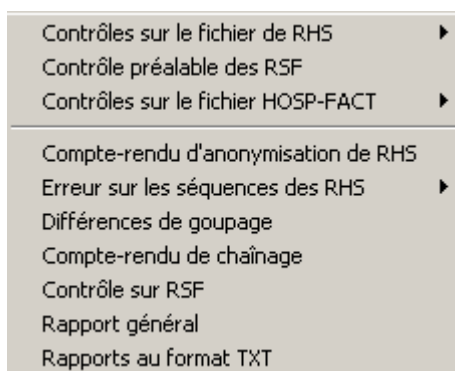 Contrôles sur le fichier de RHS
Contrôle préalable des RSF
Contrôles sur le fichier HOSP-FACT
Compte-rendu d'anonymisation de RHS
Erreur sur les séquences des RHS
Différences de goupage
Compte-rendu de chaînage
Contrôle sur RSF
Rapport général
Rapports au format TXT